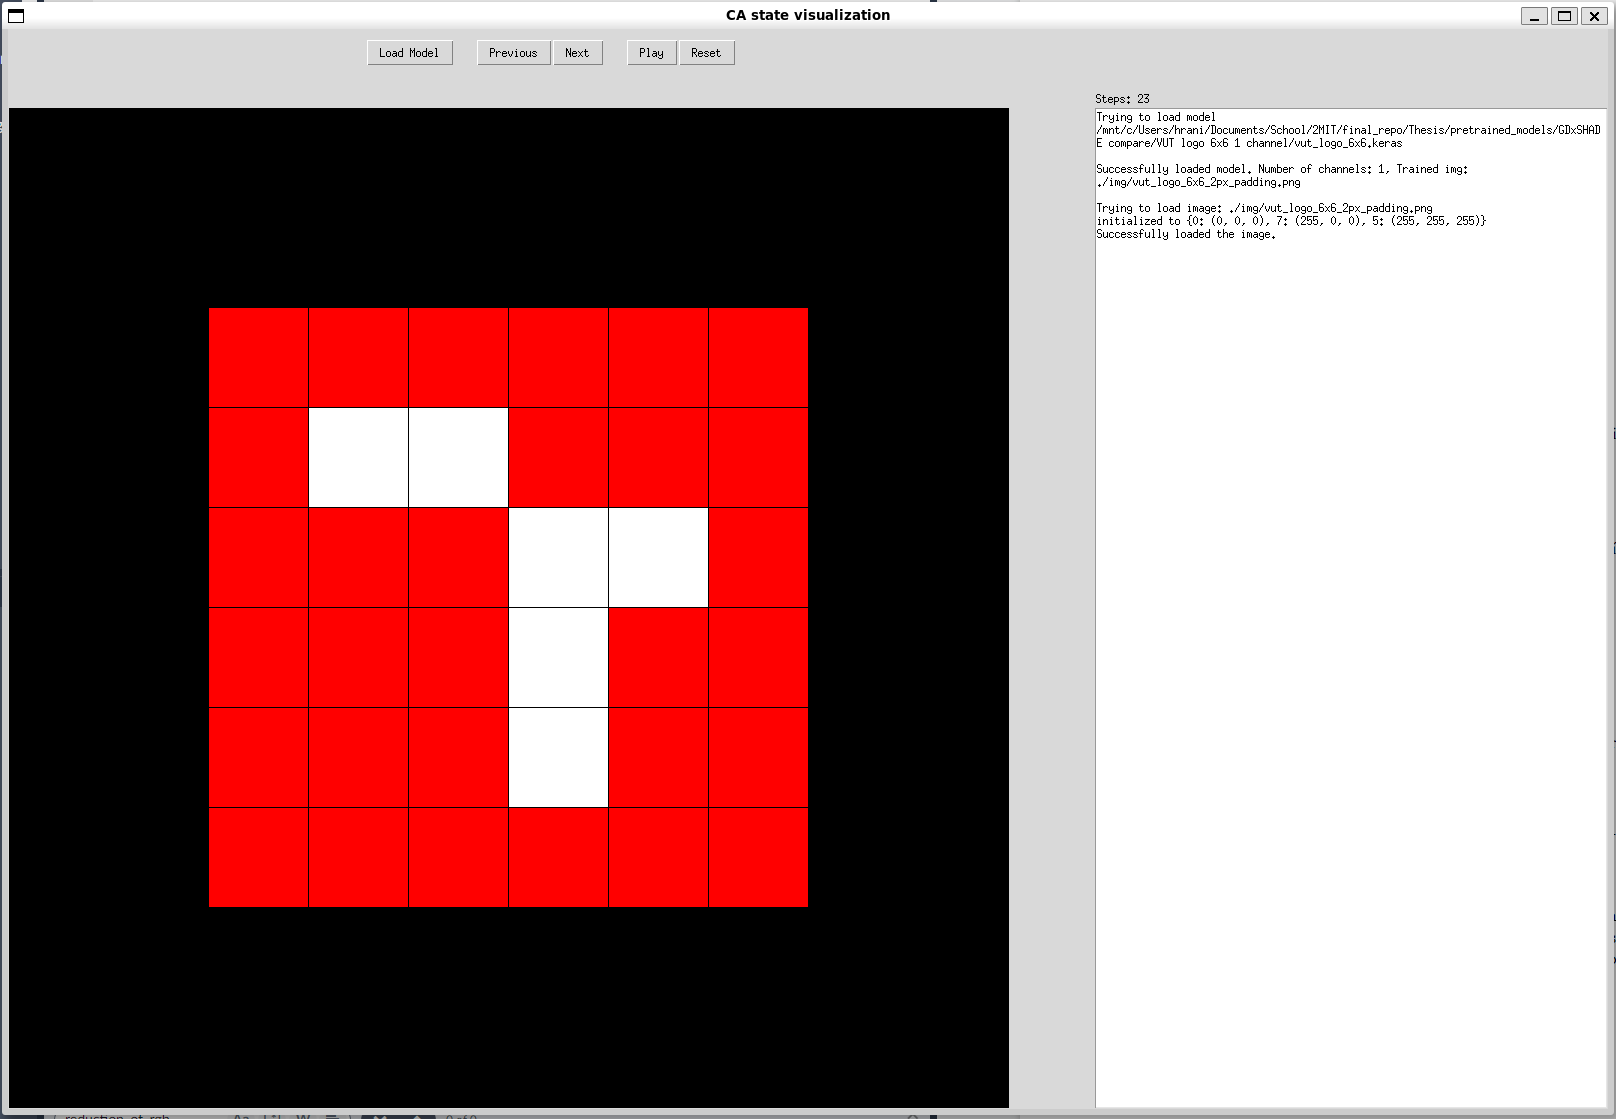 CA state visualization
Load Model Previous Next Play Reset
Steps: 23
Trying to load model
/mnt/c/Users/hrani/Documents/School/2MIT/final_repo/Thesis/pretrained_models/GDxSHAD
E compare/VUT logo 6x6 1 channel/vut_logo_6x6.keras
Successfully loaded model. Number of channels: 1, Trained img:
./img/vut_logo_6x6_2px_padding.png
Trying to load image: ./img/vut_logo_6x6_2px_padding.png
initialized to {0: (0, 0, 0), 7: (255, 0, 0), 5: (255, 255, 255)}
Successfully loaded the image.